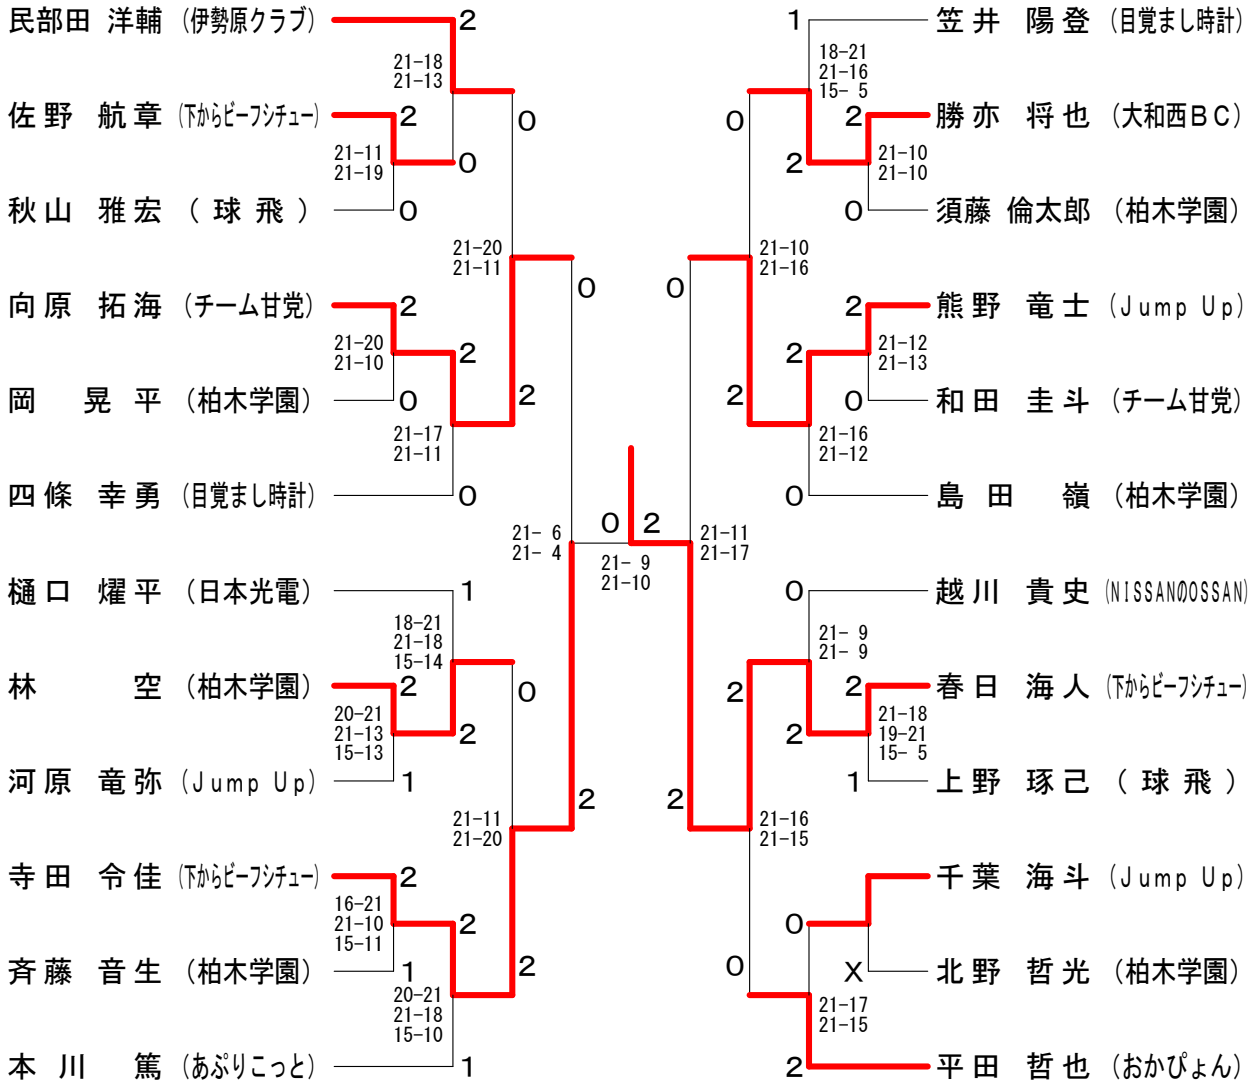 民部田 洋輔 (伊勢原クラブ) 2
21-18
21-13
佐野 航章 (下からビーフシチュー) 2
0
21-11
21-19
0
秋山 雅宏 (球飛) 0
21-20
21-11
0
向原 拓海 (チーム甘党) 2
21-20
21-10
2
岡 晃平 (柏木学園) 0
2
21-17
21-11
四條 幸勇 (目覚まし時計) 0
21- 6
21- 4
樋口 燿平 (日本光電) 1
18-21
21-18
15-14
林 空 (柏木学園) 2
0
20-21
21-13
15-13
2
河原 竜弥 (Jump Up) 1
2
21-11
21-20
寺田 令佳 (下からビーフシチュー) 2
16-21
21-10
15-11
2
斉藤 音生 (柏木学園) 1
2
20-21
21-18
15-10
本川 篤 (あぷりこっと) 1
0 2
21- 9
21-10
1 笠井 陽登 (目覚まし時計)
18-21
21-16
15- 5
0
2 勝亦 将也 (大和西BC)
21-10
21-10
2
0 須藤 倫太郎 (柏木学園)
21-10
21-16
0
2 熊野 竜士 (Jump Up)
21-12
21-13
2
2
0 和田 圭斗 (チーム甘党)
21-16
21-12
0 島田 嶺 (柏木学園)
21-11
21-17
0 越川 貴史 (NISSANのOSSAN)
21- 9
21- 9
2
2 春日 海人 (下からビーフシチュー)
21-18
19-21
15- 5
2
1 上野 琢己 (球飛)
2
21-16
21-15
千葉 海斗 (Jump Up)
0
0
X 北野 哲光 (柏木学園)
21-17
21-15
2 平田 哲也 (おかぴょん)